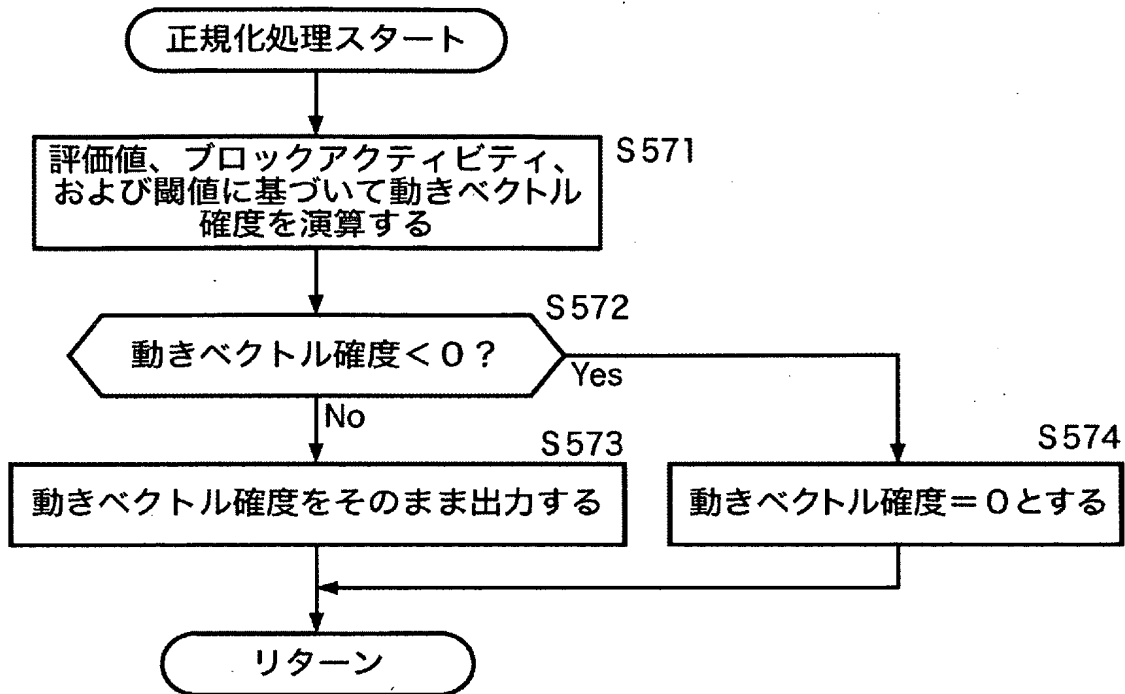 正規化処理スタート
S571
評価値、ブロックアクティビティ、
および閾値に基づいて動きベクトル
確度を演算する
S572
動きベクトル確度<0?
Yes
No
S573
S574
動きベクトル確度をそのまま出力する
動きベクトル確度=0とする
リターン